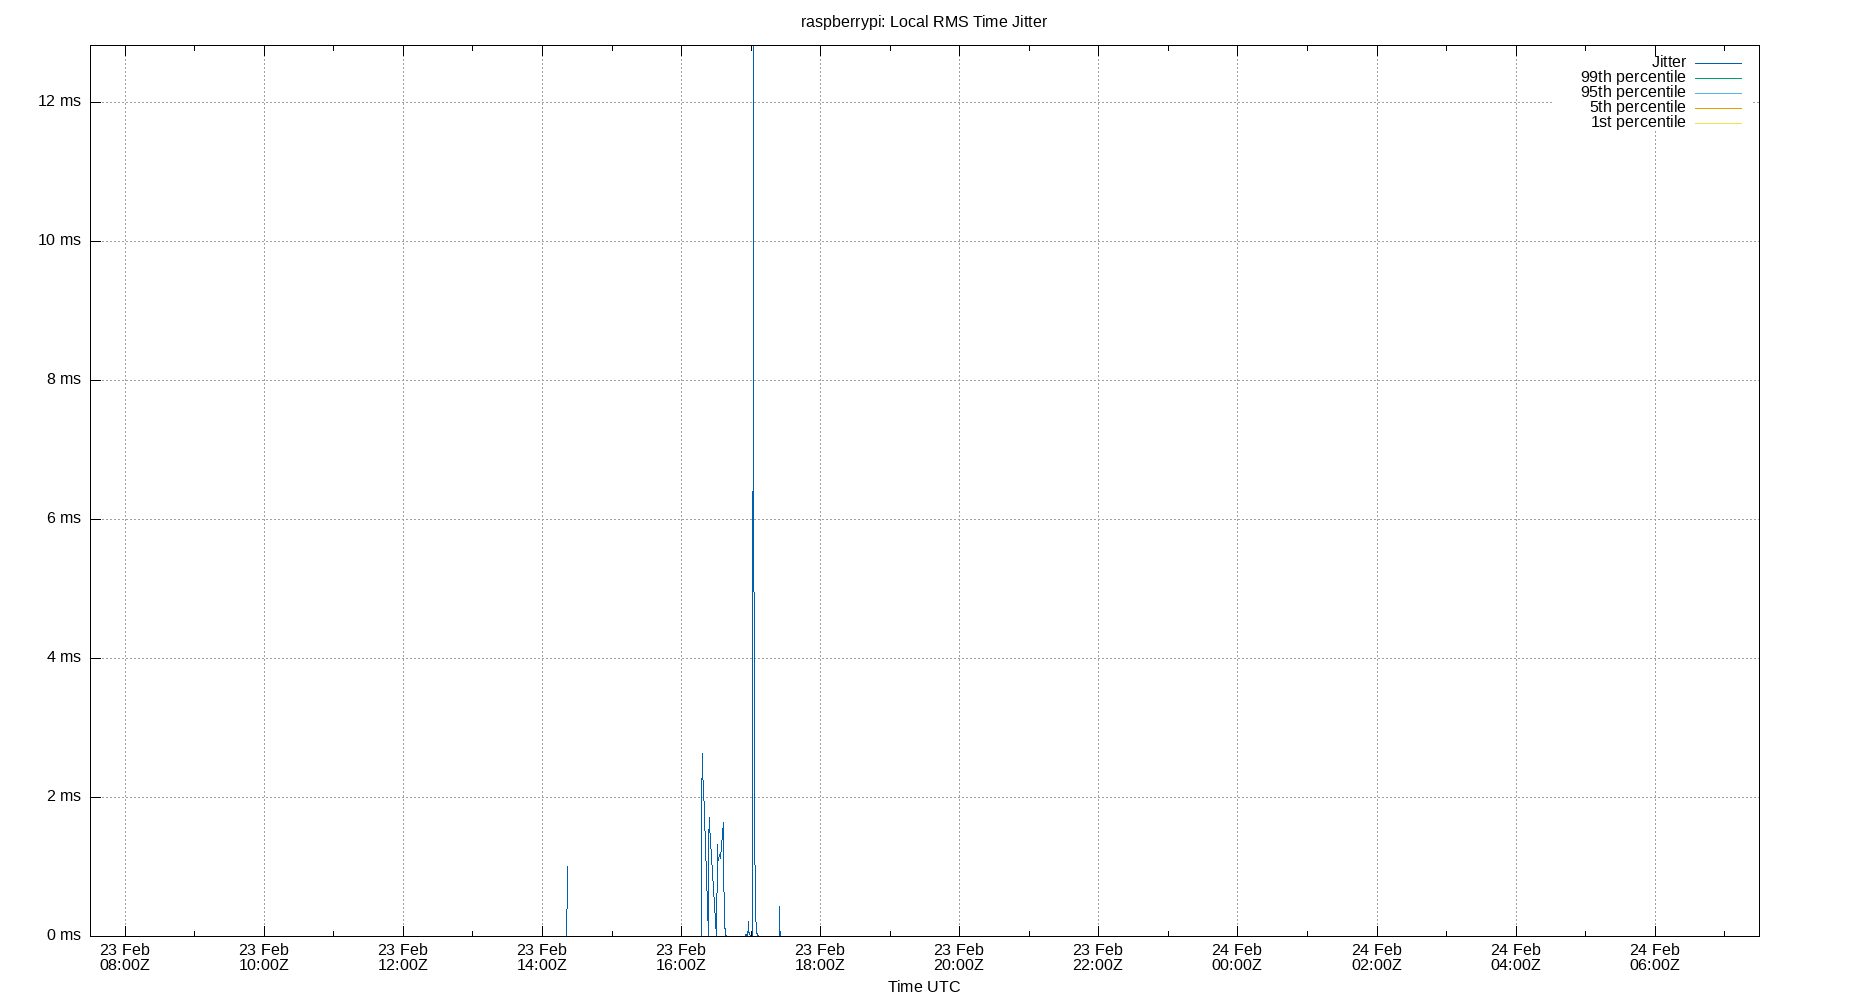 raspberrypi: Local RMS Time Jitter
Jitter
99th percentile
95th percentile
5th percentile
1st percentile
12 ms
10 ms
8 ms
6 ms
4 ms
2 ms
0 ms
23 Feb 23 Feb 23 Feb 23 Feb 23 Feb 23 Feb 23 Feb 23 Feb 24 Feb 24 Feb 24 Feb 24 Feb
08:00Z 10:00Z 12:00Z 14:00Z 16:00Z 18:00Z 20:00Z 22:00Z 00:00Z 02:00Z 04:00Z 06:00Z
Time UTC